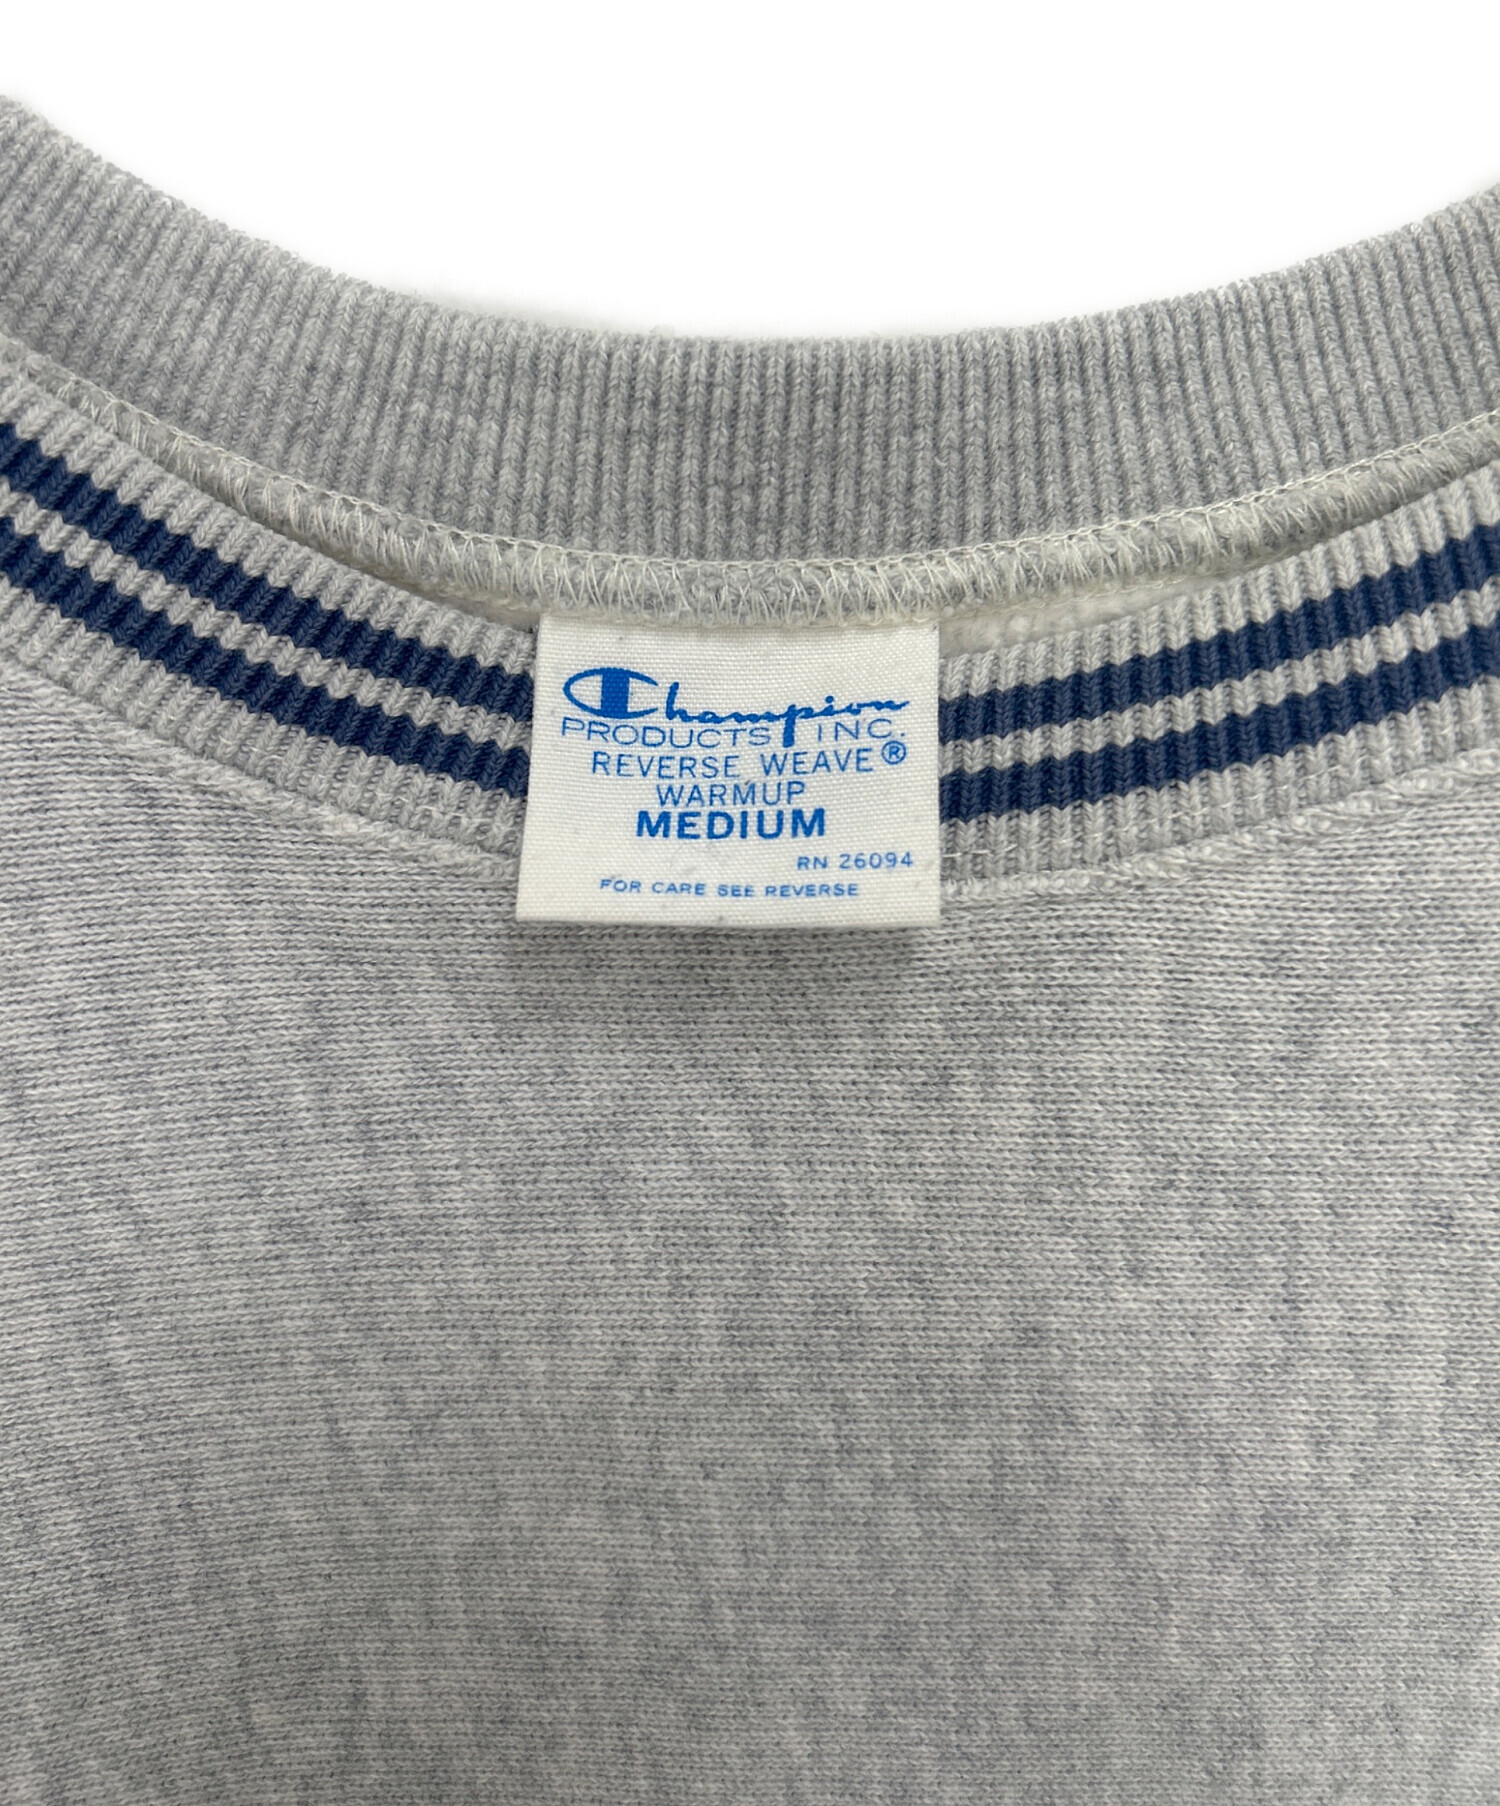 Champion
PRODUCTS INC.
REVERSE WEAVE®
WARMUP
MEDIUM
RN 26094
FOR CARE SEE REVERSE